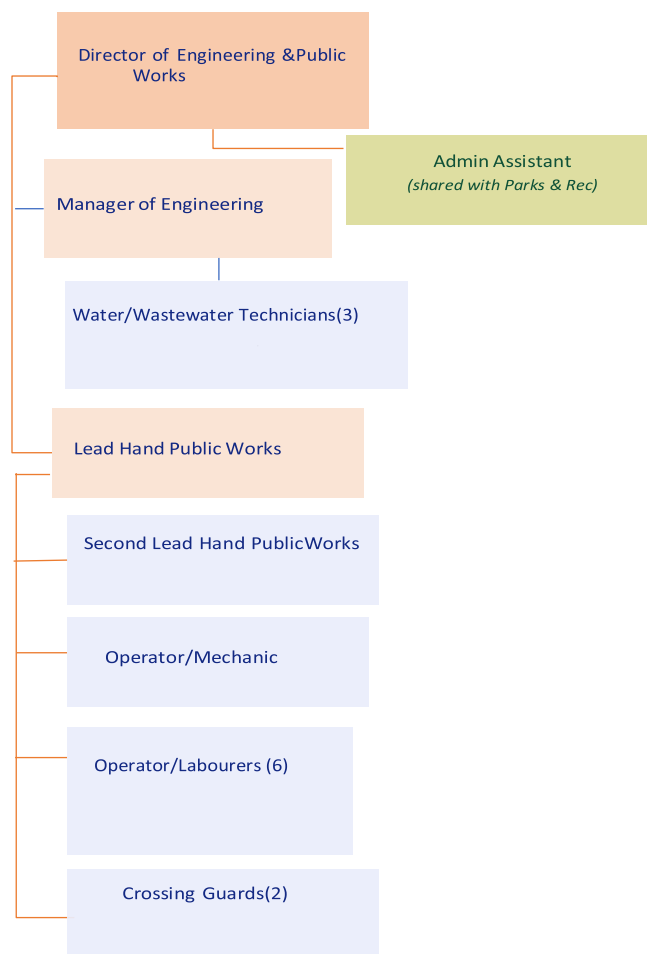 Director of Engineering &Public
Works
Admin Assistant
(shared with Parks & Rec)
Manager of Engineering
Water/Wastewater Technicians(3)
Lead Hand Public Works
Second Lead Hand PublicWorks
Operator/Mechanic
Operator/Labourers (6)
Crossing Guards(2)